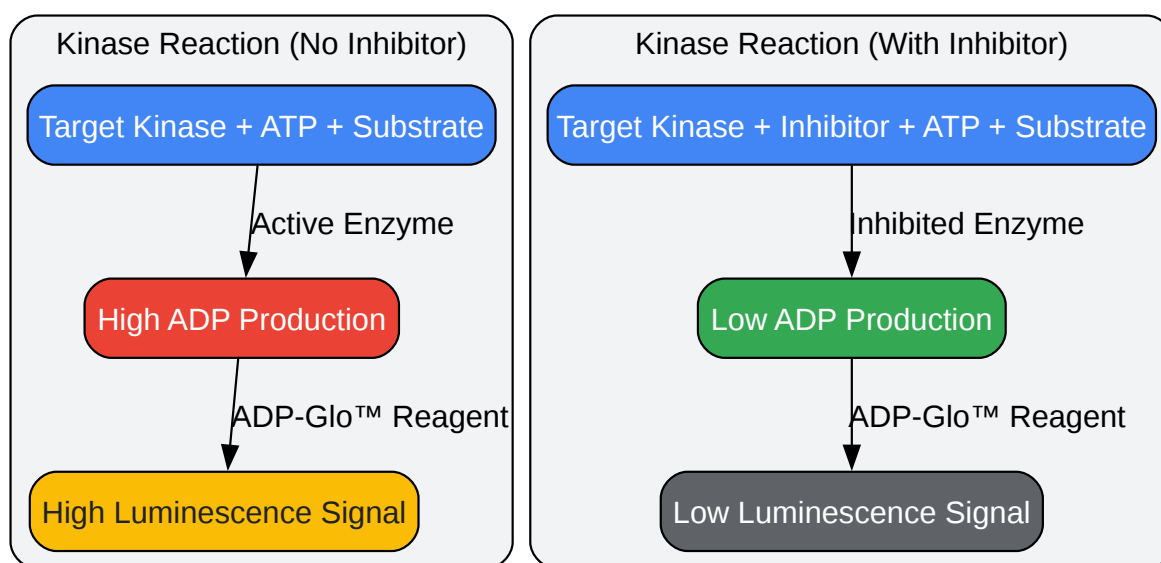 Kinase Reaction (No Inhibitor)
Target Kinase + ATP + Substrate
Active Enzyme
High ADP Production
ADP-Glo™ Reagent
High Luminescence Signal
Kinase Reaction (With Inhibitor)
Target Kinase + Inhibitor + ATP + Substrate
Inhibited Enzyme
Low ADP Production
ADP-Glo™ Reagent
Low Luminescence Signal